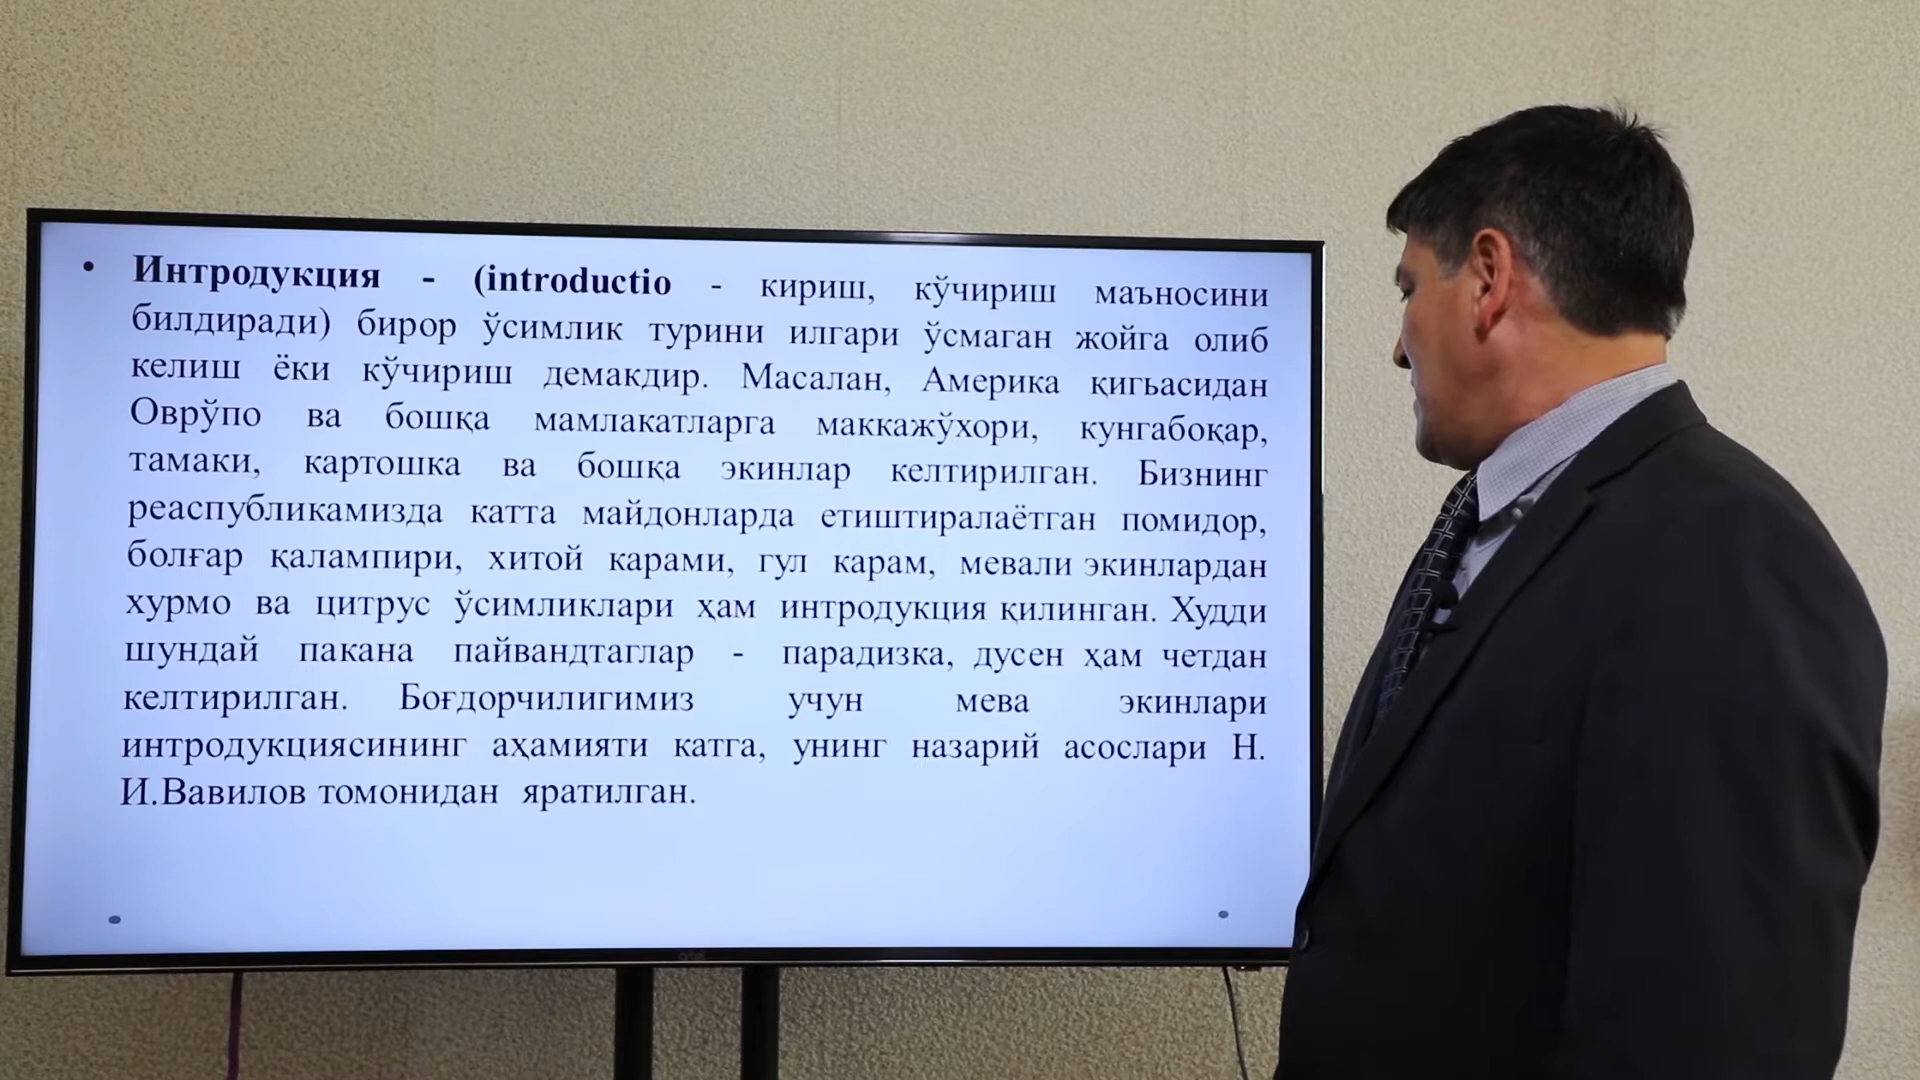 • Интродукция - (introductio - кириш, кўчириш маъносини
билдиради) бирор ўсимлик турини илгари ўсмаган жойга олиб
келиш ёки кўчириш демакдир. Масалан, Америка қигьасидан
Оврўпо ва бошқа мамлакатларга маккажўхори, кунгабоқар,
тамаки, картошка ва бошқа экинлар келтирилган. Бизнинг
реаспубликамизда катта майдонларда етиштиралаётган помидор,
болғар қалампири, хитой карами, гул карам, мевали экинлардан
хурмо ва цитрус ўсимликлари ҳам интродукция қилинган. Худди
шундай пакана пайвандтаглар - парадизка, дусен ҳам четдан
келтирилган. Боғдорчилигимиз учун мева экинлари
интродукциясининг аҳамияти катга, унинг назарий асослари Н.
И.Вавилов томонидан яратилган.